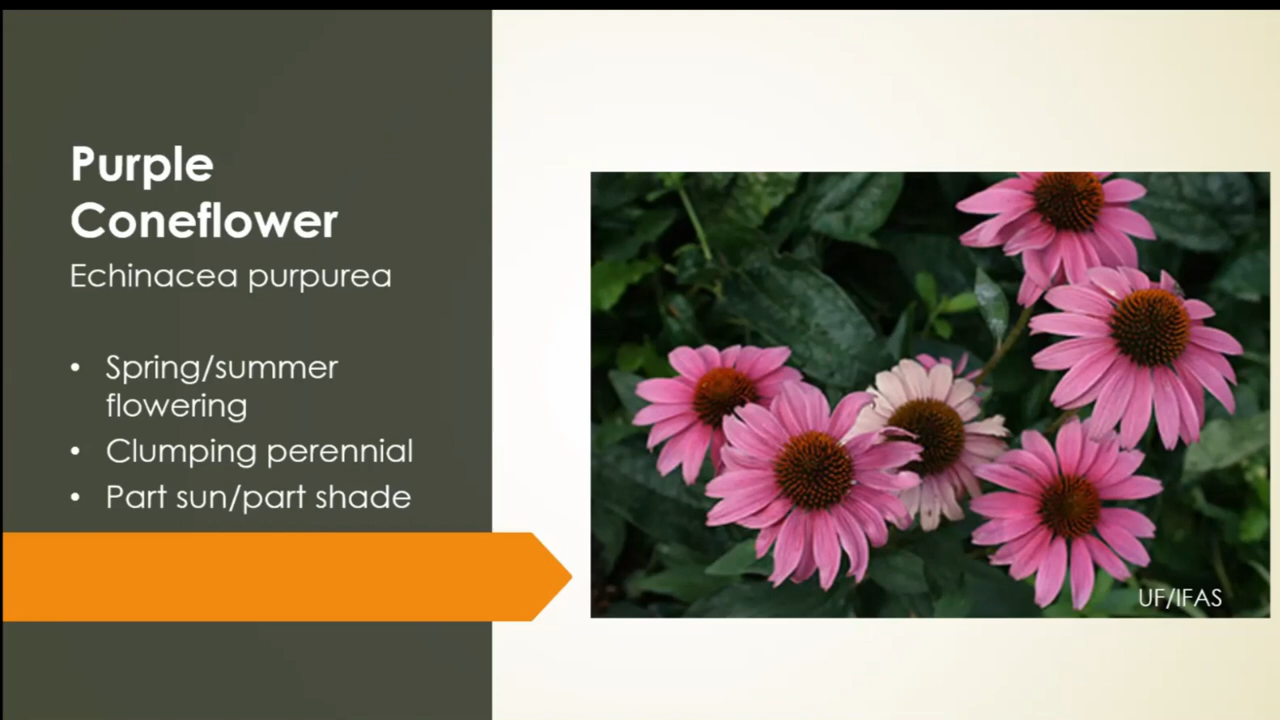 Purple
Coneflower
Echinacea purpurea
• Spring/summer
flowering
• Clumping perennial
• Part sun/part shade
UF/IFAS